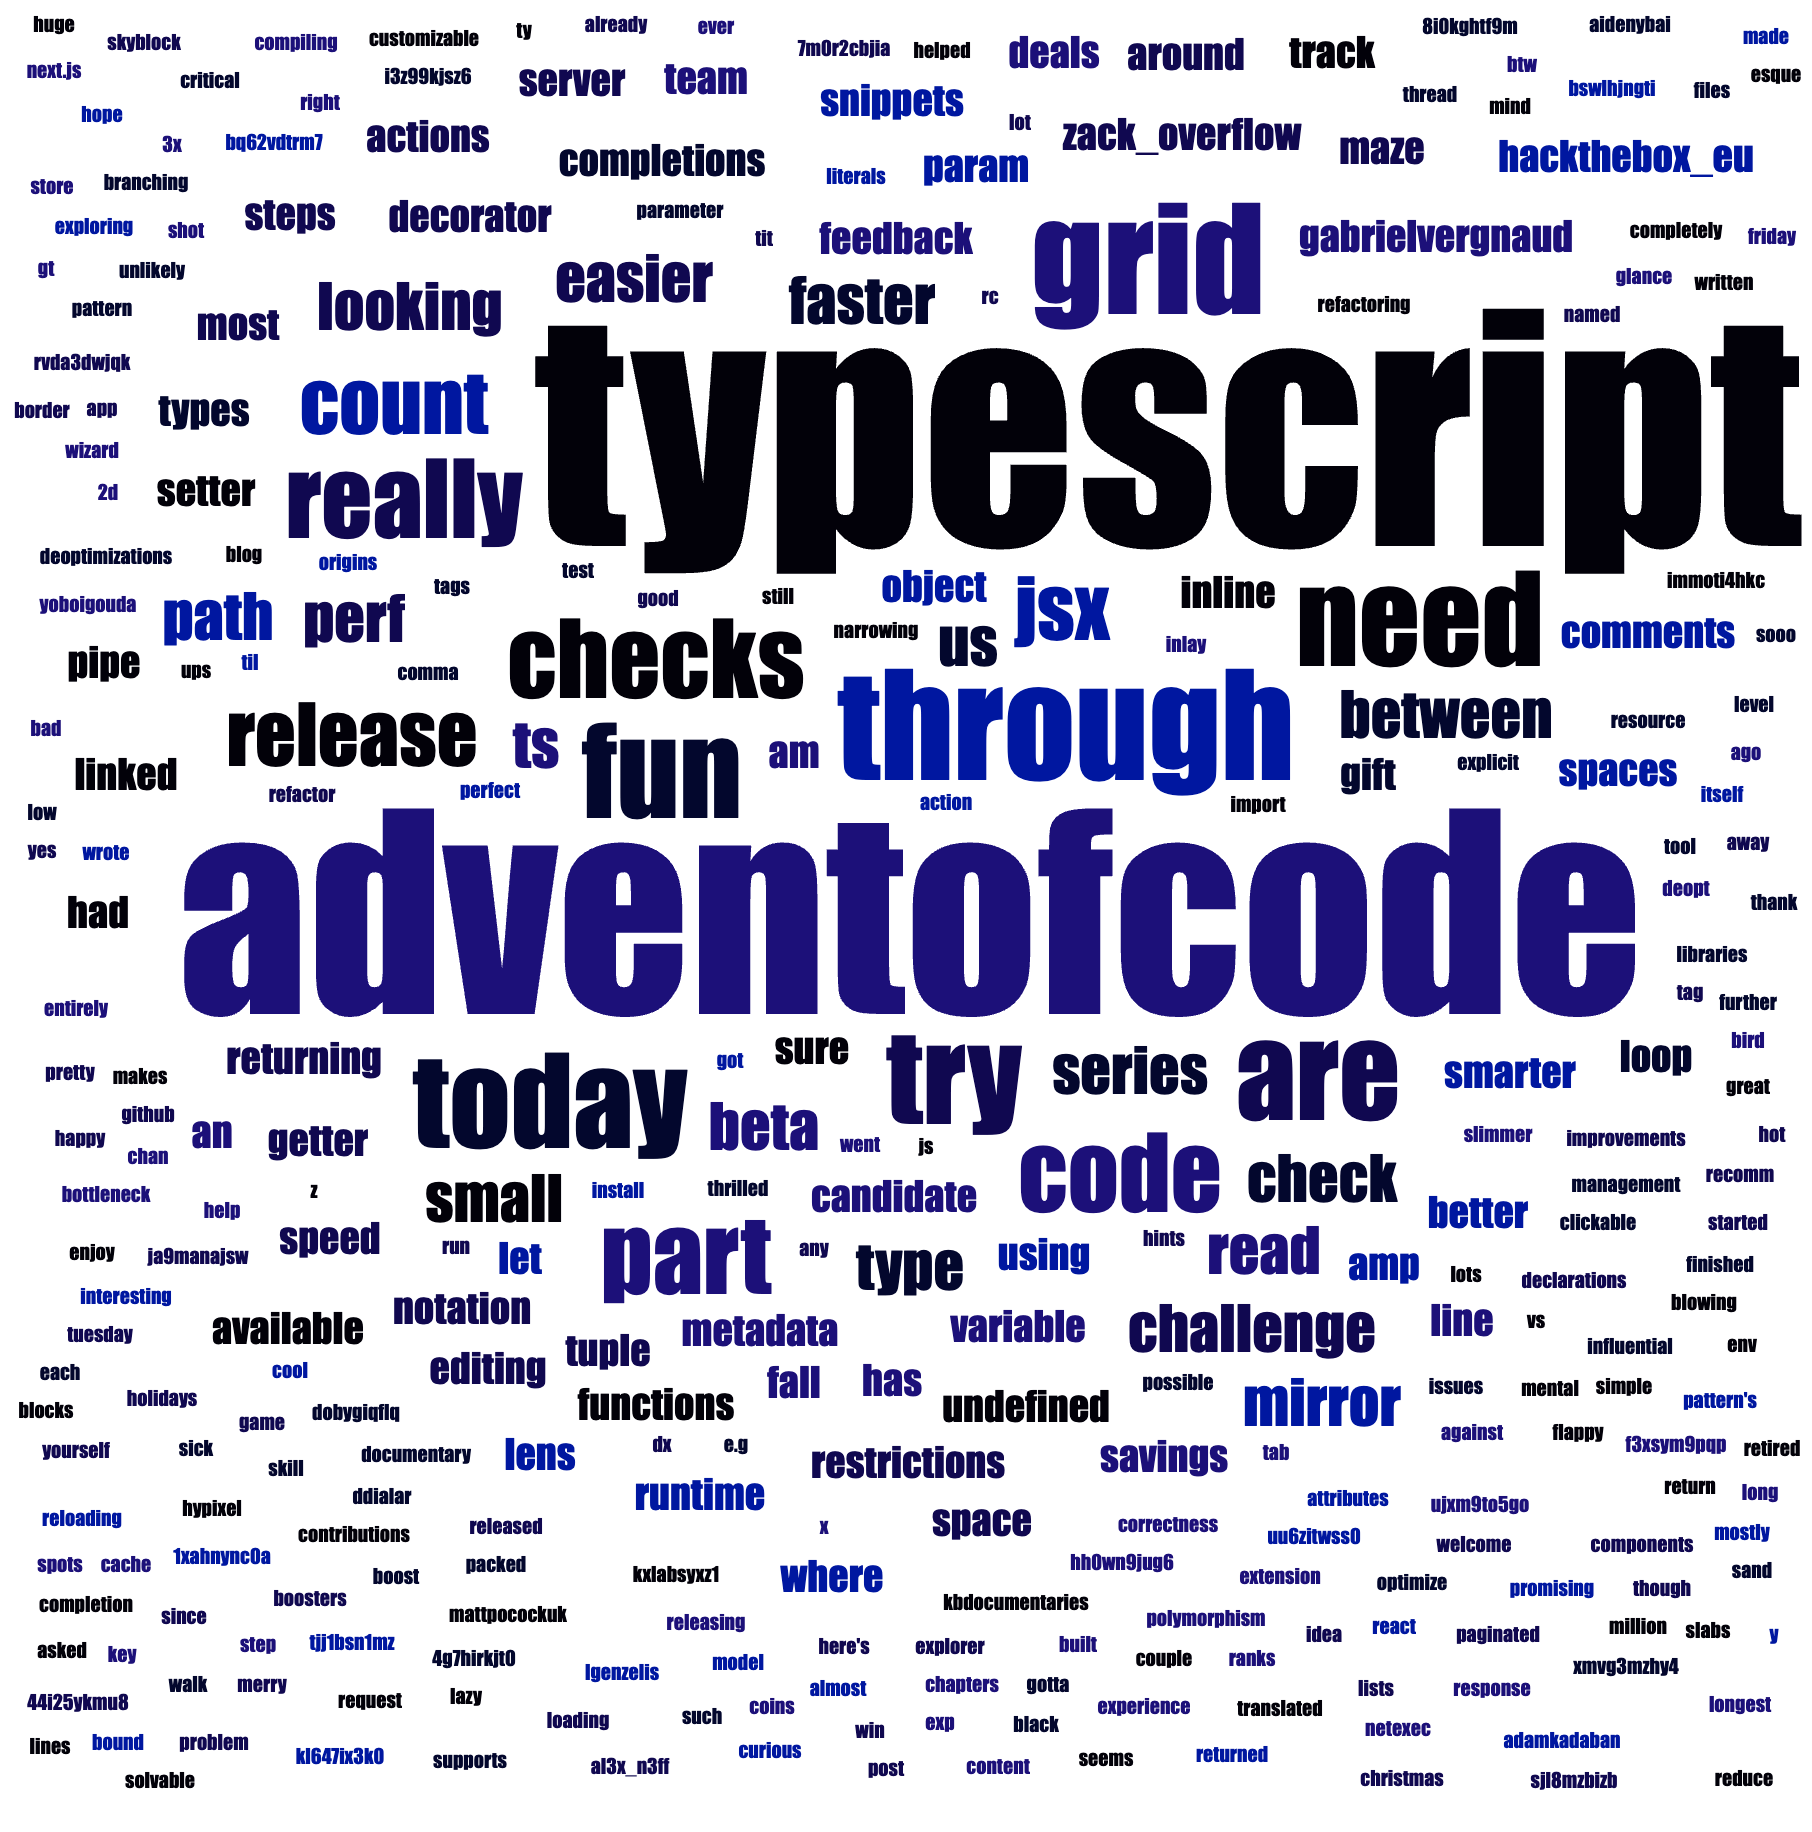 huge skyblock compiling customizable ty already ever 7m0r2cbjia helped deals around track 8i0kghtf9m aidenybai made
next.js critical i3z99kjsz6 server team snippets btw thread mind bswlhjngti files esque
hope right 3x bq62vdtrm7 actions completions literals param lot zack_overflow maze hackthebox_eu
store branching steps decorator parameter tit feedback grid gabrielvergnaud completely friday
exploring shot gt unlikely easier faster rc refactoring glance written named
pattern most looking typescript
rvda3dwjqk border app types count
wizard 2d setter really
deoptimizations blog origins tags test good still object jsx inline need immoti4hkc
yoboigouda path perf checks narrowing us inlay comments sooo
pipe ups til comma through between resource level
bad release ts fun am gift explicit spaces ago
linked refactor perfect action import itself
low yes wrote adventofcode tool away
had deopt thank
entirely libraries tag further
returning today got sure try series are smarter loop bird
pretty makes github an getter beta went js code check slimmer improvements great hot
happy chan bottleneck z small install thrilled candidate management recomm
help speed run let part any type using hints read amp better clickable started
enjoy ja9manajsw lots declarations finished
interesting available notation tuple metadata variable challenge line vs blowing
tuesday each cool editing fall has possible influential env
blocks holidays game dobygiqflq functions undefined mirror issues mental simple pattern's
yourself sick skill documentary lens dx e.g restrictions savings tab against flappy f3xsym9pqp retired
reloading hypixel ddialar runtime space attributes ujxm9to5go return long
contributions released x correctness uu6zitwss0 welcome components mostly
spots cache 1xahnync0a boost packed kxlabsyxz1 where hh0wn9jug6 extension optimize promising though sand
completion since boosters mattpocockuk releasing kbdocumentaries polymorphism idea react paginated million slabs y
asked key step tjj1bsn1mz 4g7hirkjt0 lgenzelis model here's explorer built couple ranks xmvg3mzhy4
44i25ykmu8 walk merry request lazy loading such coins almost chapters gotta experience translated lists response longest
lines bound problem kl647ix3k0 supports al3x_n3ff curious win exp black seems returned netexec adamkadaban
solvable post content christmas sjl8mzbizb reduce